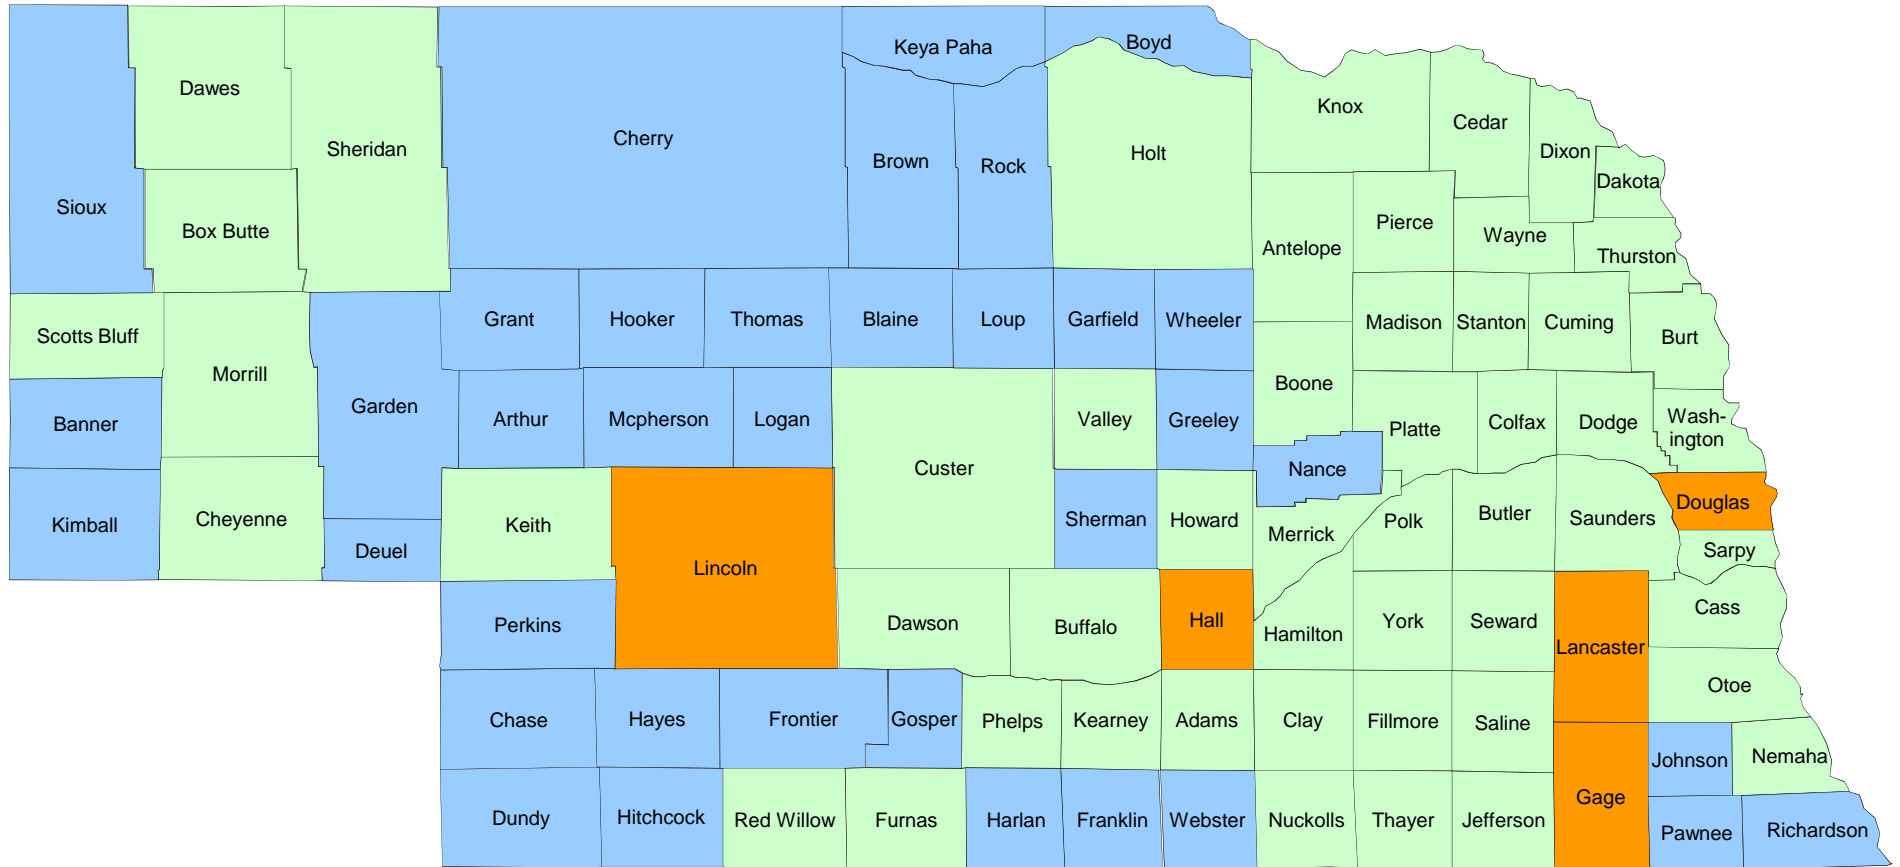 Keya Paha
Boyd
Dawes
Sheridan
Cherry
Knox
Cedar
Brown
Rock
Holt
Dixon
Dakota
Sioux
Box Butte
Pierce
Wayne
Antelope
Thurston
Scotts Bluff
Grant
Hooker
Thomas
Blaine
Loup
Garfield
Wheeler
Madison
Stanton
Cuming
Burt
Morrill
Boone
Garden
Banner
Arthur
Mcpherson
Logan
Valley
Greeley
Platte
Colfax
Dodge
Wash-
ington
Custer
Nance
Douglas
Kimball
Cheyenne
Keith
Sherman
Howard
Merrick
Polk
Butler
Saunders
Deuel
Sarpy
Lincoln
Perkins
Dawson
Buffalo
Hall
Hamilton
York
Seward
Cass
Lancaster
Otoe
Chase
Hayes
Frontier
Gosper
Phelps
Kearney
Adams
Clay
Fillmore
Saline
Johnson
Nemaha
Gage
Dundy
Hitchcock
Red Willow
Furnas
Harlan
Franklin
Webster
Nuckolls
Thayer
Jefferson
Pawnee
Richardson